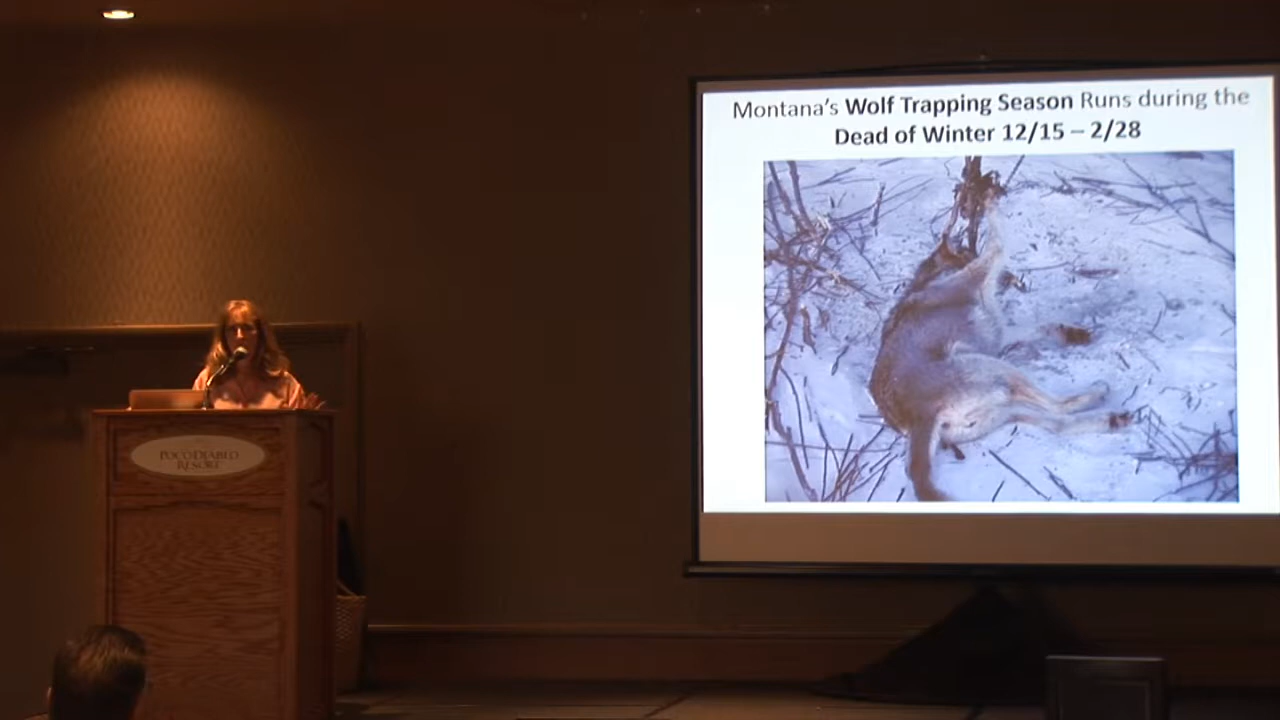 Montana's Wolf Trapping Season Runs during the
Dead of Winter 12/15 – 2/28
POCO DIABLO
RESORT